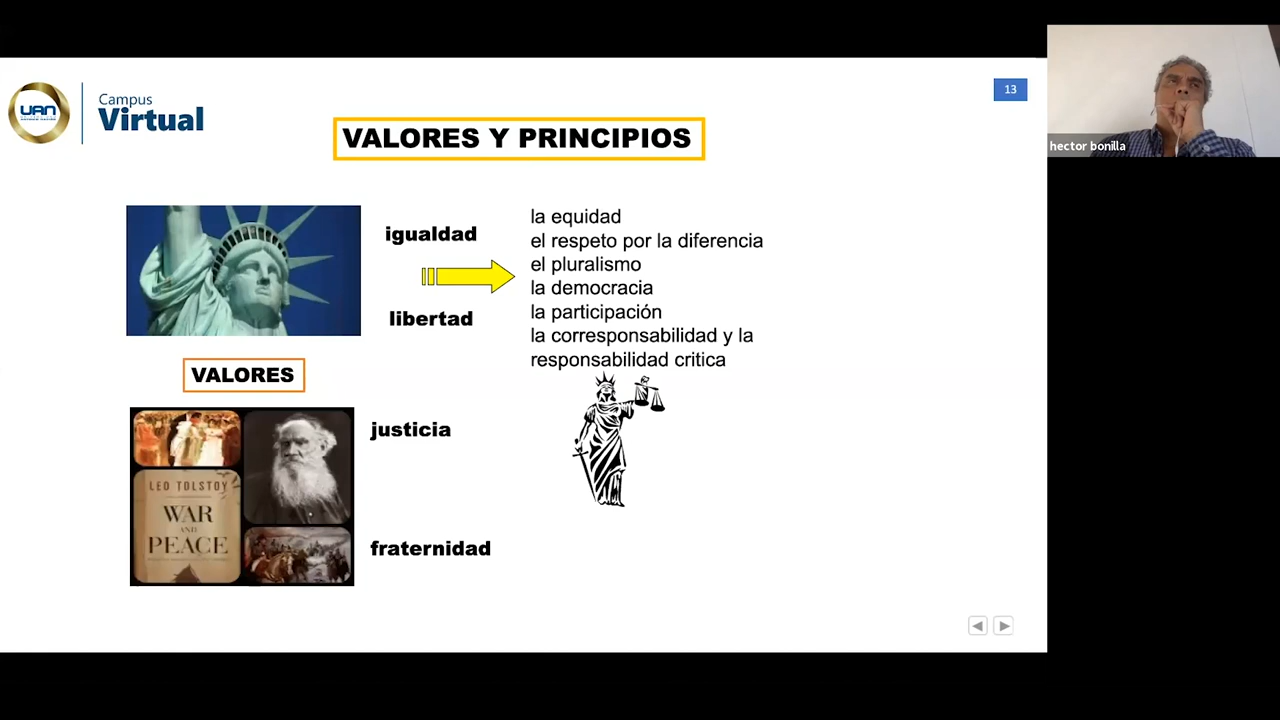 UAN
Campus
Virtual
13
hector bonilla
VALORES Y PRINCIPIOS
igualdad
libertad
la equidad
el respeto por la diferencia
el pluralismo
la democracia
la participación
la corresponsabilidad y la
responsabilidad critica
VALORES
justicia
fraternidad
LEO TOLSTOY
WAR
AND
PEACE